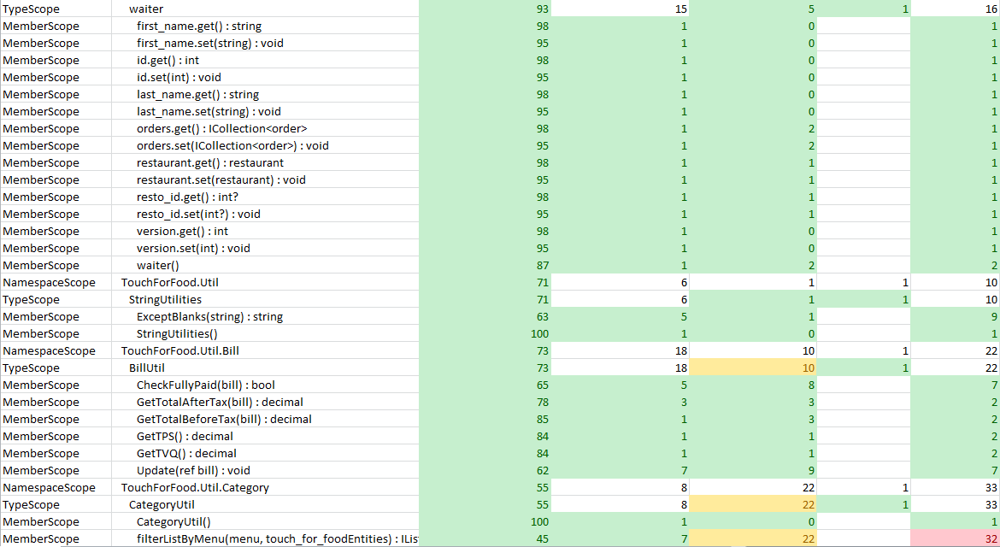 TypeScope waiter 93 15 5 1 16
MemberScope first_name.get() : string 98 1 0 1
MemberScope first_name.set(string) : void 95 1 0 1
MemberScope id.get() : int 98 1 0 1
MemberScope id.set(int) : void 95 1 0 1
MemberScope last_name.get() : string 98 1 0 1
MemberScope last_name.set(string) : void 95 1 0 1
MemberScope orders.get() : ICollection<order> 98 1 2 1
MemberScope orders.set(ICollection<order>) : void 95 1 2 1
MemberScope restaurant.get() : restaurant 98 1 1 1
MemberScope restaurant.set(restaurant) : void 95 1 1 1
MemberScope resto_id.get() : int? 98 1 1 1
MemberScope resto_id.set(int?) : void 95 1 1 1
MemberScope version.get() : int 98 1 0 1
MemberScope version.set(int) : void 95 1 0 1
MemberScope waiter() 87 1 2 2
NamespaceScope TouchForFood.Util 71 6 1 1 10
TypeScope StringUtilities 71 6 1 1 10
MemberScope ExceptBlanks(string) : string 63 5 1 9
MemberScope StringUtilities() 100 1 0 1
NamespaceScope TouchForFood.Util.Bill 73 18 10 1 22
TypeScope BillUtil 73 18 10 1 22
MemberScope CheckFullyPaid(bill) : bool 65 5 8 7
MemberScope GetTotalAfterTax(bill) : decimal 78 3 3 2
MemberScope GetTotalBeforeTax(bill) : decimal 85 1 3 2
MemberScope GetTPS() : decimal 84 1 1 2
MemberScope GetTVQ() : decimal 84 1 1 2
MemberScope Update(ref bill) : void 62 7 9 7
NamespaceScope TouchForFood.Util.Category 55 8 22 1 33
TypeScope CategoryUtil 55 8 22 1 33
MemberScope CategoryUtil() 100 1 0 1
MemberScope filterListByMenu(menu, touch_for_foodEntities) : ILis 45 7 22 32